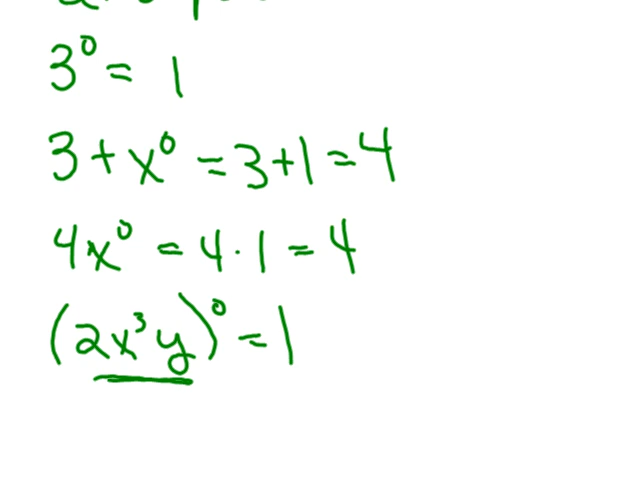 3⁰ = 1
3 + x⁰ = 3 + 1 = 4
4x⁰ = 4 · 1 = 4
(2x³y)⁰ = 1